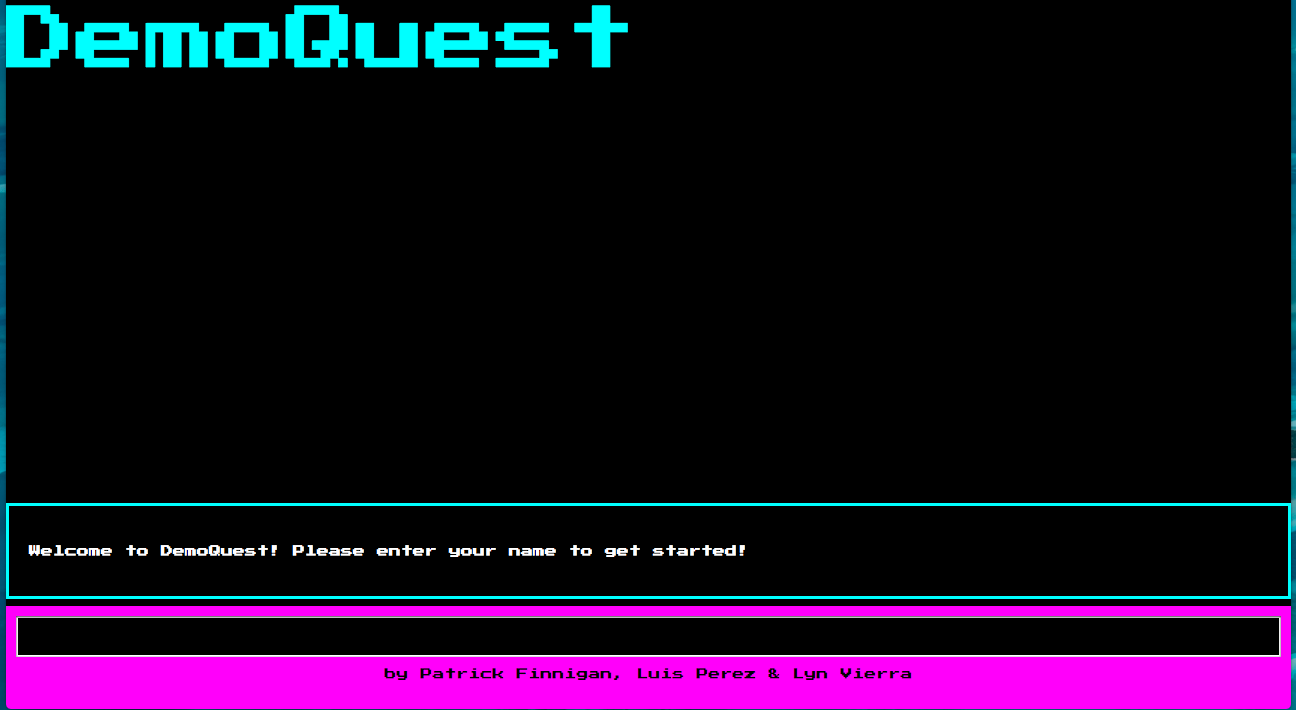 DemoQuest
Welcome to DemoQuest! Please enter your name to get started!
by Patrick Finnigan, Luis Perez & Lyn Vierra